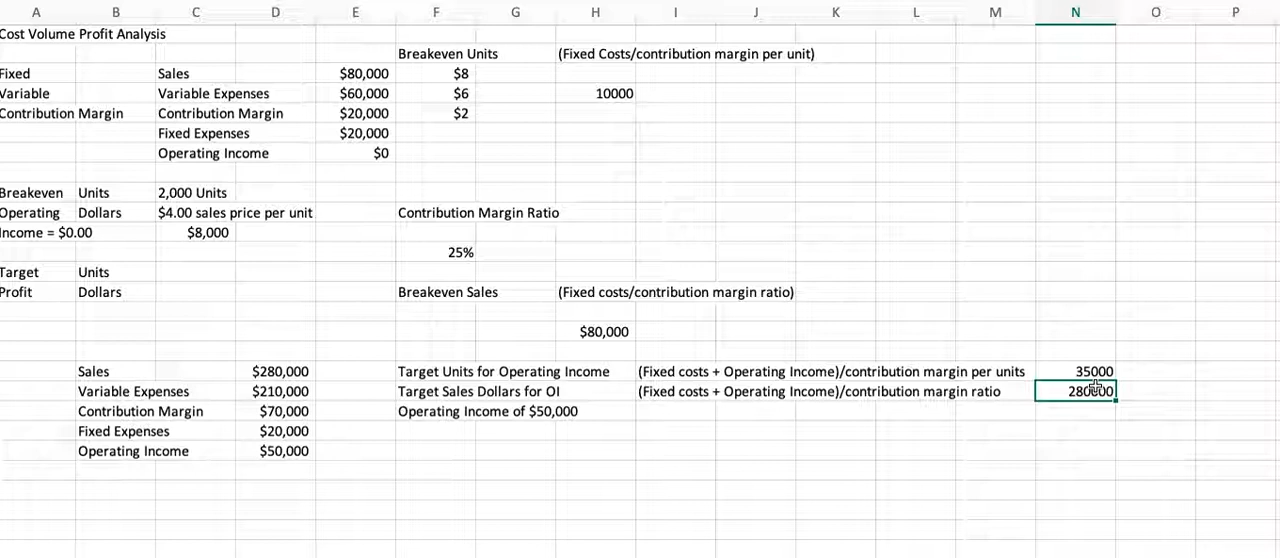 A B C D E F G H I J K L M N O P
Cost Volume Profit Analysis
Breakeven Units (Fixed Costs/contribution margin per unit)
Fixed Sales $80,000 $8
Variable Variable Expenses $60,000 $6 10000
Contribution Margin Contribution Margin $20,000 $2
Fixed Expenses $20,000
Operating Income $0
Breakeven Units 2,000 Units
Operating Dollars $4.00 sales price per unit Contribution Margin Ratio
Income = $0.00 $8,000
25%
Target Units
Profit Dollars Breakeven Sales (Fixed costs/contribution margin ratio)
$80,000
Sales $280,000 Target Units for Operating Income (Fixed costs + Operating Income)/contribution margin per units 35000
Variable Expenses $210,000 Target Sales Dollars for OI (Fixed costs + Operating Income)/contribution margin ratio 280000
Contribution Margin $70,000 Operating Income of $50,000
Fixed Expenses $20,000
Operating Income $50,000